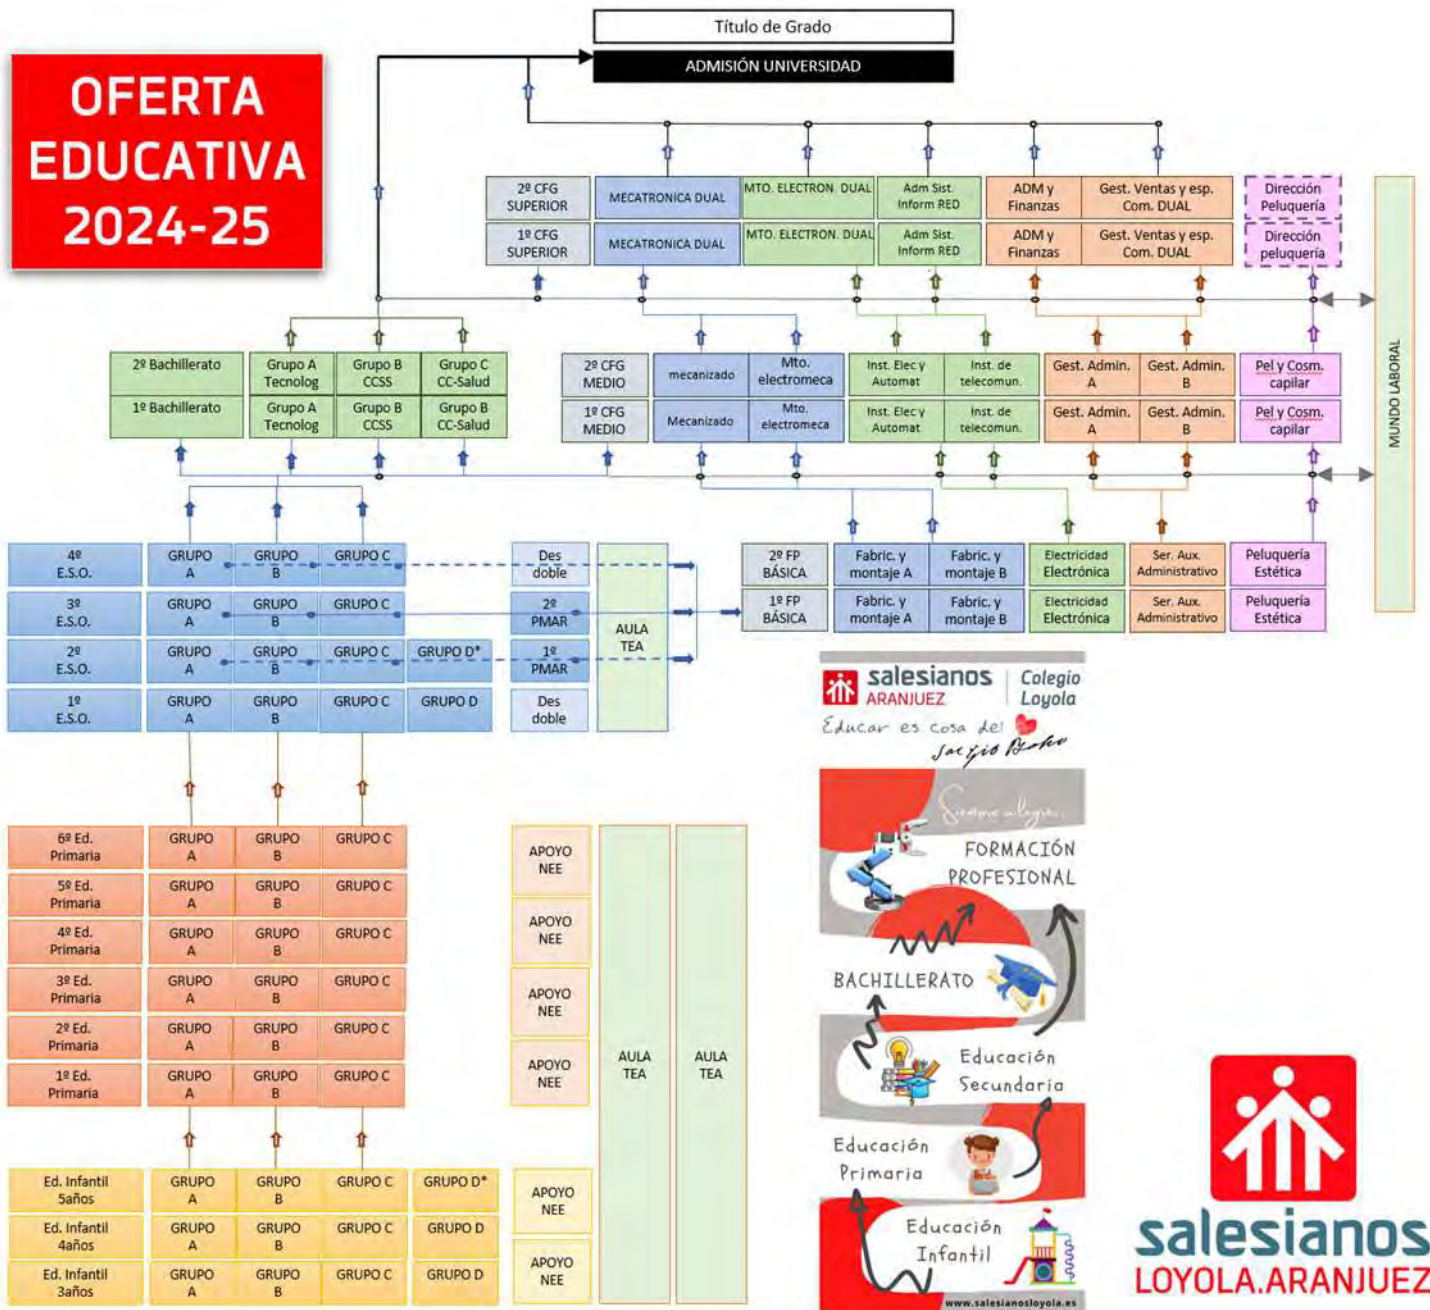 Título de Grado
ADMISIÓN UNIVERSIDAD
OFERTA
EDUCATIVA
2024-25
2º CFG
SUPERIOR
MECATRONICA DUAL
MTO. ELECTRON. DUAL
Adm Sist.
Inform RED
ADM y
Finanzas
Gest. Ventas y esp.
Com. DUAL
Dirección
Peluquería
1º CFG
SUPERIOR
MECATRONICA DUAL
MTO. ELECTRON. DUAL
Adm Sist.
Inform RED
ADM y
Finanzas
Gest. Ventas y esp.
Com. DUAL
Dirección
peluquería
MUNDO LABORAL
2º Bachillerato
Grupo A
Tecnolog
Grupo B
CCSS
Grupo C
CC-Salud
1º Bachillerato
Grupo A
Tecnolog
Grupo B
CCSS
Grupo B
CC-Salud
2º CFG
MEDIO
mecanizado
Mto.
electromeca
Inst. Elec y
Automat
Inst. de
telecomun.
Gest. Admin.
A
Gest. Admin.
B
Pel y Cosm.
capilar
1º CFG
MEDIO
Mecanizado
Mto.
electromeca
Inst. Elec y
Automat
Inst. de
telecomun.
Gest. Admin.
A
Gest. Admin.
B
Pel y Cosm.
capilar
4º
E.S.O.
GRUPO
A
GRUPO
B
GRUPO C
Des
doble
3º
E.S.O.
GRUPO
A
GRUPO
B
GRUPO C
2º
PMAR
2º
E.S.O.
GRUPO
A
GRUPO
B
GRUPO C
GRUPO D*
1º
PMAR
1º
E.S.O.
GRUPO
A
GRUPO
B
GRUPO C
GRUPO D
Des
doble
AULA
TEA
2º FP
BÁSICA
Fabric. y
montaje A
Fabric. y
montaje B
Electricidad
Electrónica
Ser. Aux.
Administrativo
Peluquería
Estética
1º FP
BÁSICA
Fabric. y
montaje A
Fabric. y
montaje B
Electricidad
Electrónica
Ser. Aux.
Administrativo
Peluquería
Estética
6º Ed.
Primaria
GRUPO
A
GRUPO
B
GRUPO C
5º Ed.
Primaria
GRUPO
A
GRUPO
B
GRUPO C
4º Ed.
Primaria
GRUPO
A
GRUPO
B
GRUPO C
3º Ed.
Primaria
GRUPO
A
GRUPO
B
GRUPO C
2º Ed.
Primaria
GRUPO
A
GRUPO
B
GRUPO C
1º Ed.
Primaria
GRUPO
A
GRUPO
B
GRUPO C
APOYO
NEE
APOYO
NEE
APOYO
NEE
APOYO
NEE
AULA
TEA
AULA
TEA
Ed. Infantil
5años
GRUPO
A
GRUPO
B
GRUPO C
GRUPO D*
Ed. Infantil
4años
GRUPO
A
GRUPO
B
GRUPO C
GRUPO D
Ed. Infantil
3años
GRUPO
A
GRUPO
B
GRUPO C
GRUPO D
APOYO
NEE
APOYO
NEE
salesianos
ARANJUEZ
Colegio
Loyola
Educar es cosa del
FORMACIÓN
PROFESIONAL
BACHILLERATO
Educación
Secundaria
Educación
Primaria
Educación
Infantil
www.salesianosloyola.es
salesianos
LOYOLA.ARANJUEZ